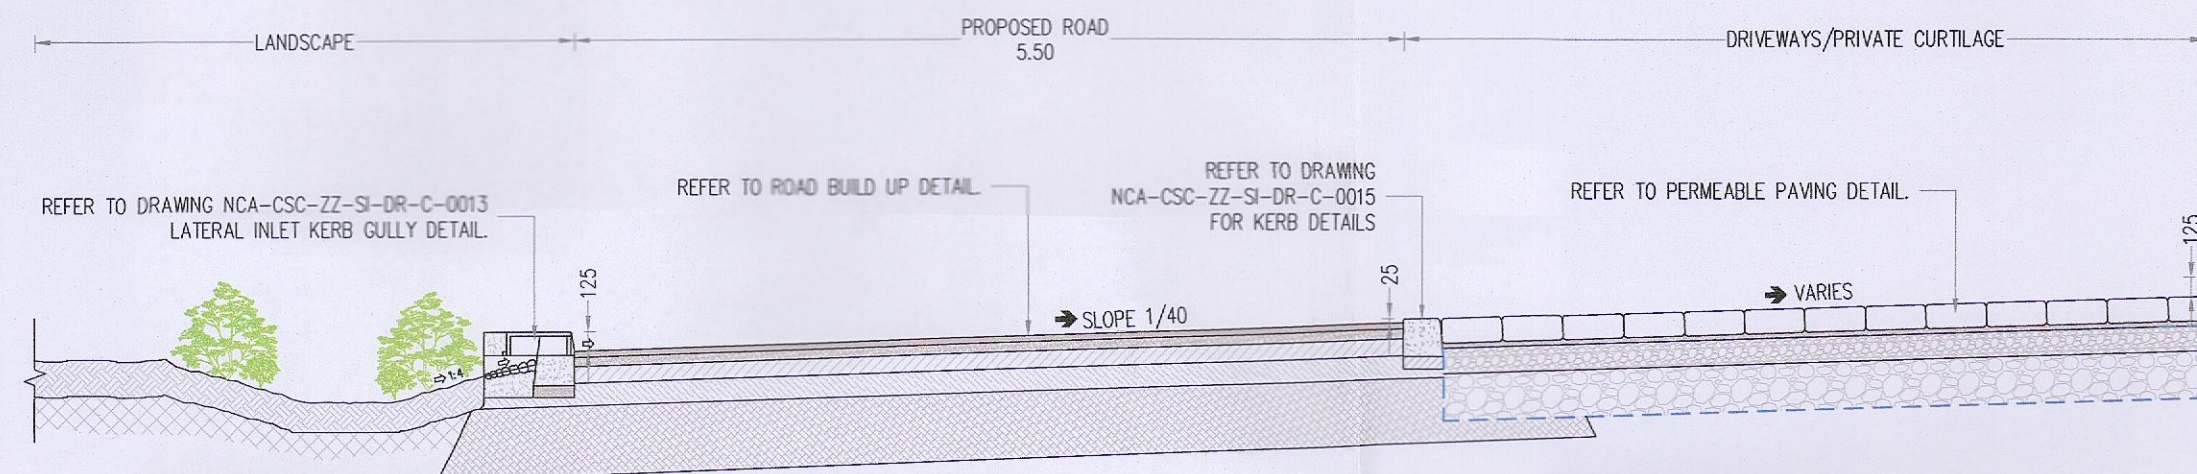 LANDSCAPE
PROPOSED ROAD
5.50
DRIVEWAYS/PRIVATE CURTILAGE
REFER TO DRAWING NCA-CSC-ZZ-SI-DR-C-0013
LATERAL INLET KERB GULLY DETAIL.
REFER TO ROAD BUILD UP DETAIL
REFER TO DRAWING
NCA-CSC-ZZ-SI-DR-C-0015
FOR KERB DETAILS
REFER TO PERMEABLE PAVING DETAIL.
125
25
125
SLOPE 1/40
VARIES
1:4